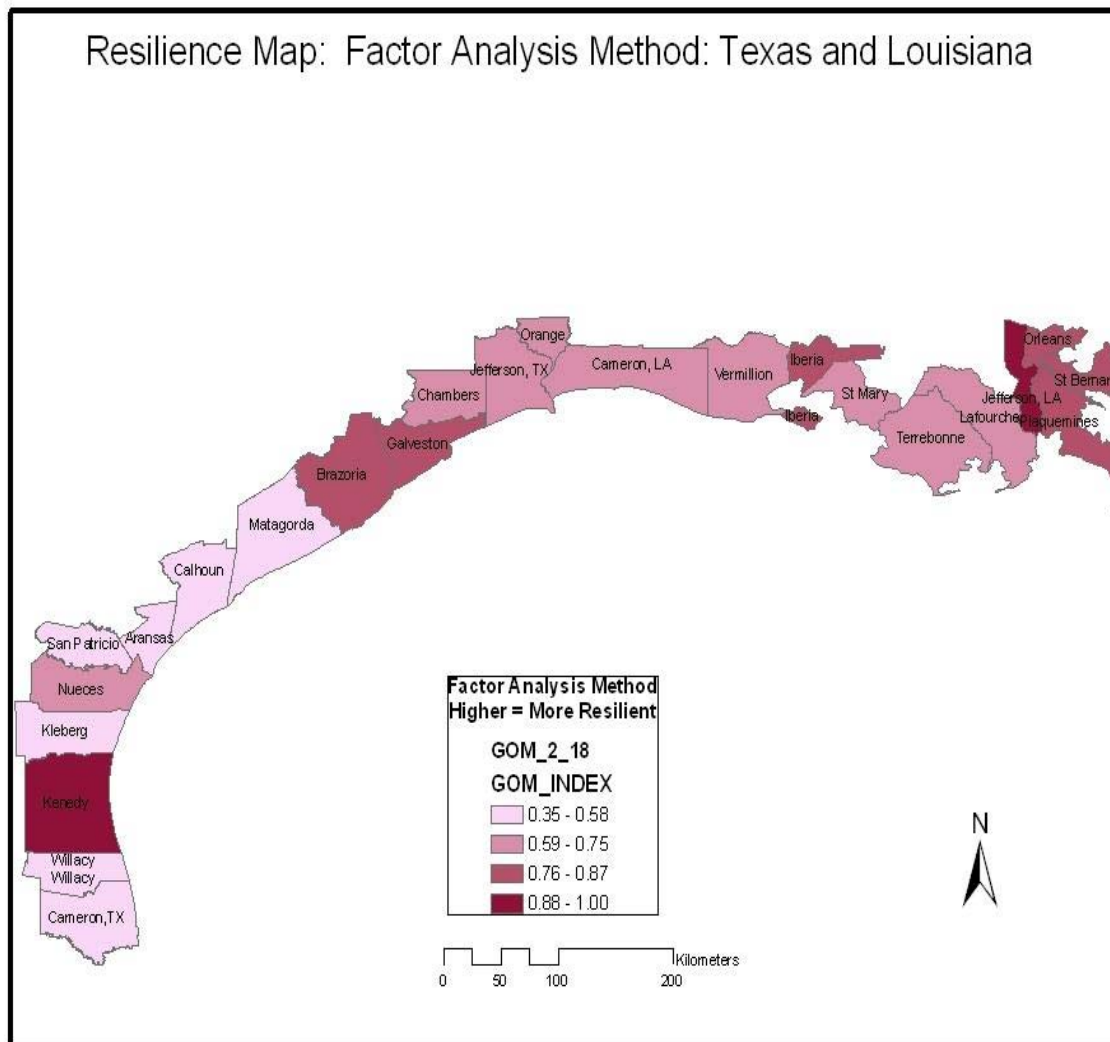 Resilience Map: Factor Analysis Method: Texas and Louisiana
Orange
Orleans
Jefferson, TX
Cameron, LA
Iberia
Vermillion
St Bernar
Chambers
St Mary
Jefferson, LA
Iberia
Lafourche
Plaquemines
Galveston
Terrebonne
Brazoria
Matagorda
Calhoun
San Patricio
Aransas
Nueces
Kleberg
Kenedy
Willacy
Willacy
Cameron,TX
Factor Analysis Method
Higher = More Resilient
GOM_2_18
GOM_INDEX
0.35 - 0.58
0.59 - 0.75
0.76 - 0.87
0.88 - 1.00
N
Kilometers
0 50 100 200